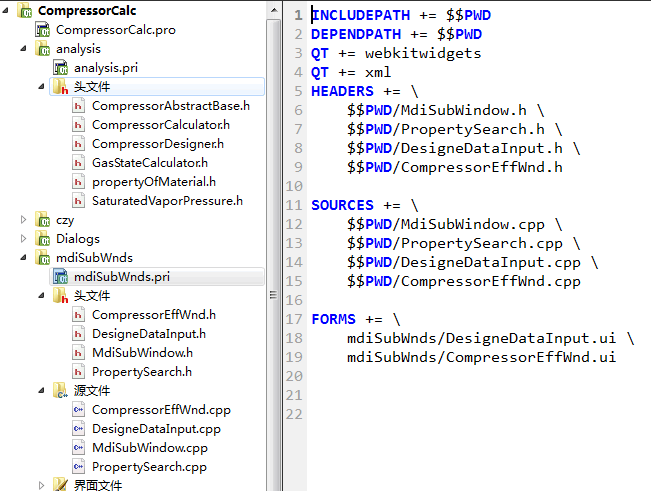 CompressorCalc
CompressorCalc.pro
analysis
analysis.pri
头文件
CompressorAbstractBase.h
CompressorCalculator.h
CompressorDesigner.h
GasStateCalculator.h
propertyOfMaterial.h
SaturatedVaporPressure.h
czy
Dialogs
mdiSubWnds
mdiSubWnds.pri
头文件
CompressorEffWnd.h
DesigneDataInput.h
MdiSubWindow.h
PropertySearch.h
源文件
CompressorEffWnd.cpp
DesigneDataInput.cpp
MdiSubWindow.cpp
PropertySearch.cpp
界面文件
1 INCLUDEPATH += $$PWD
2 DEPENDPATH += $$PWD
3 QT += webkitwidgets
4 QT += xml
5 HEADERS += \
6 $$PWD/MdiSubWindow.h \
7 $$PWD/PropertySearch.h \
8 $$PWD/DesigneDataInput.h \
9 $$PWD/CompressorEffWnd.h
10
11 SOURCES += \
12 $$PWD/MdiSubWindow.cpp \
13 $$PWD/PropertySearch.cpp \
14 $$PWD/DesigneDataInput.cpp \
15 $$PWD/CompressorEffWnd.cpp
16
17 FORMS += \
18 mdiSubWnds/DesigneDataInput.ui \
19 mdiSubWnds/CompressorEffWnd.ui
20
21
22